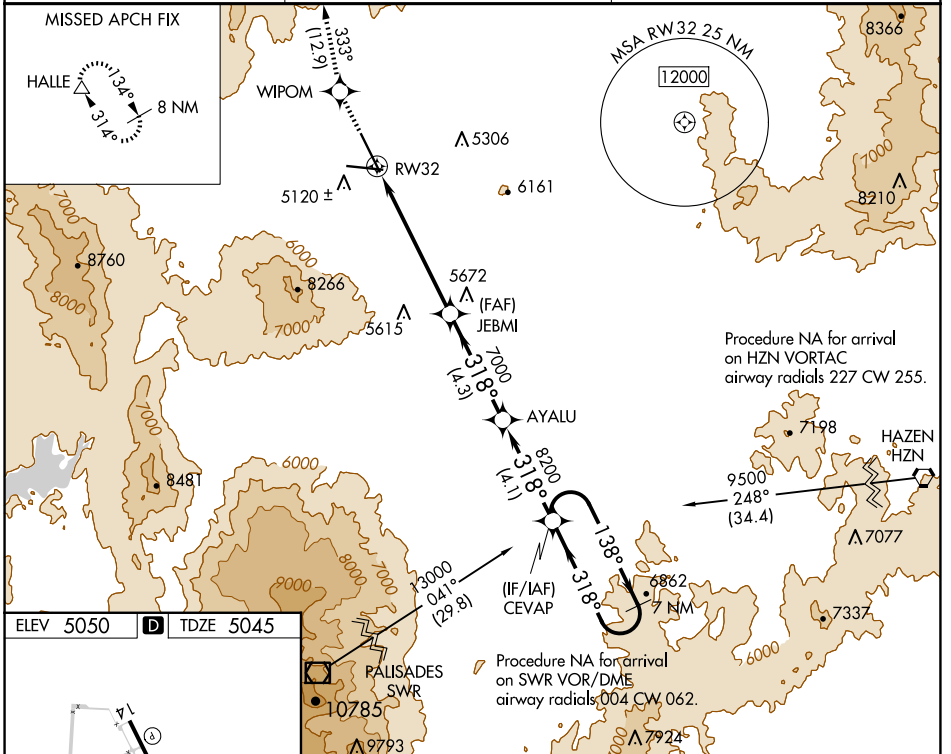 MISSED APCH FIX
HALLE
134°
314°
8 NM
333°
(12.9)
WIPOM
RW32
5306
5120 ±
6161
MSA RW32 25 NM
12000
8366
7000
8210
7000
8760
8000
6000
8266
7000
5615
5672
(FAF)
JEBMI
7000
318°
(4.3)
AYALU
8200
318°
(4.1)
Procedure NA for arrival
on HZN VORTAC
airway radials 227 CW 255.
7198
HAZEN
HZN
9500
248°
(34.4)
7077
7000
8481
6000
7000
8000
9000
13000
041°
(29.8)
(IF/IAF)
CEVAP
138°
318°
6862
7 NM
7337
6000
Procedure NA for arrival
on SWR VOR/DME
airway radials 004 CW 062.
PALISADES
SWR
10785
9793
7924
ELEV 5050
D
TDZE 5045
14
P